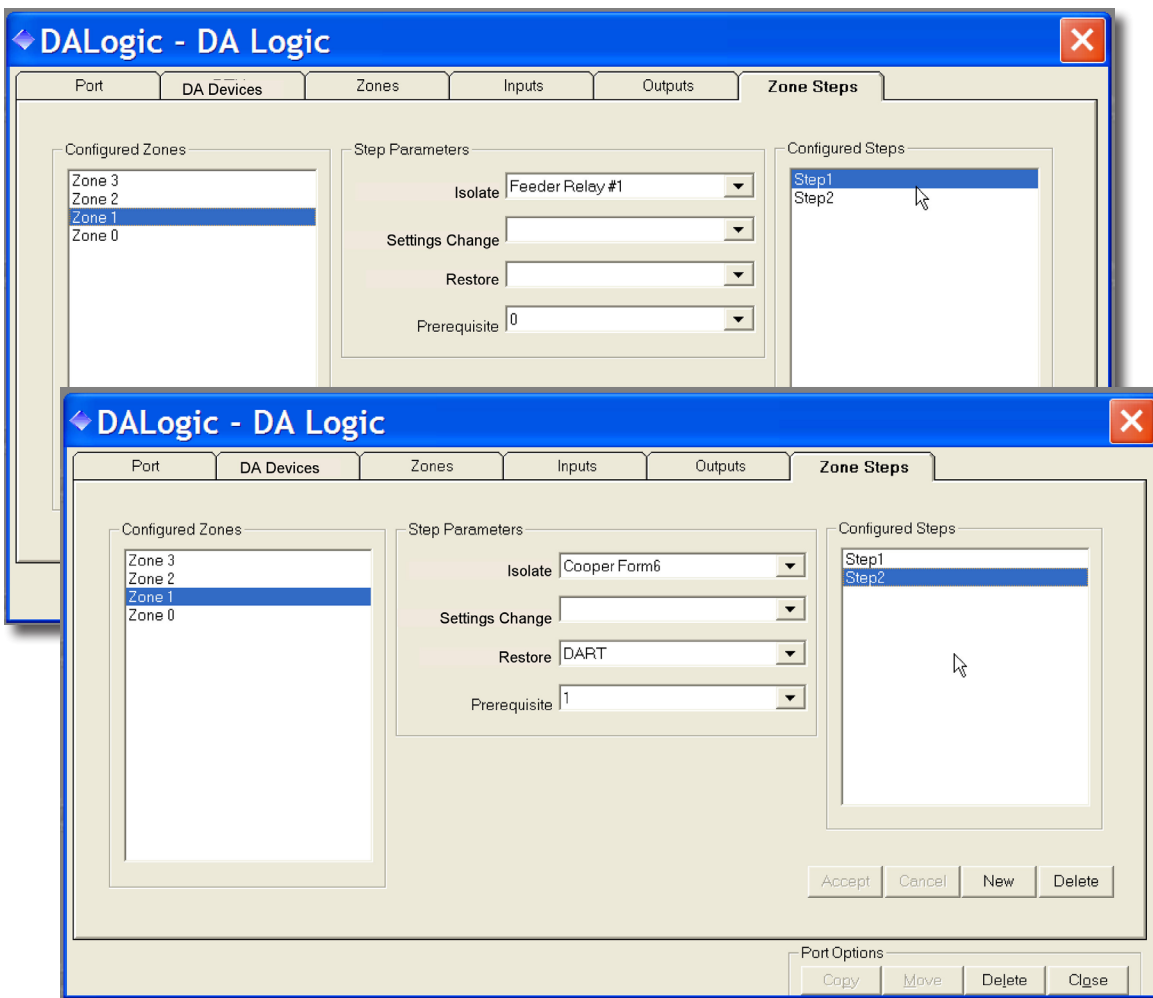 DALogic - DA Logic
Port
DA Devices
Zones
Inputs
Outputs
Zone Steps
Configured Zones
Zone 3
Zone 2
Zone 1
Zone 0
Step Parameters
Isolate Feeder Relay #1
Settings Change
Restore
Prerequisite 0
Configured Steps
Step1
Step2
DALogic - DA Logic
Port
DA Devices
Zones
Inputs
Outputs
Zone Steps
Configured Zones
Zone 3
Zone 2
Zone 1
Zone 0
Step Parameters
Isolate Cooper Form6
Settings Change
Restore DART
Prerequisite 1
Configured Steps
Step1
Step2
Accept
Cancel
New
Delete
Port Options
Copy
Move
Delete
Close